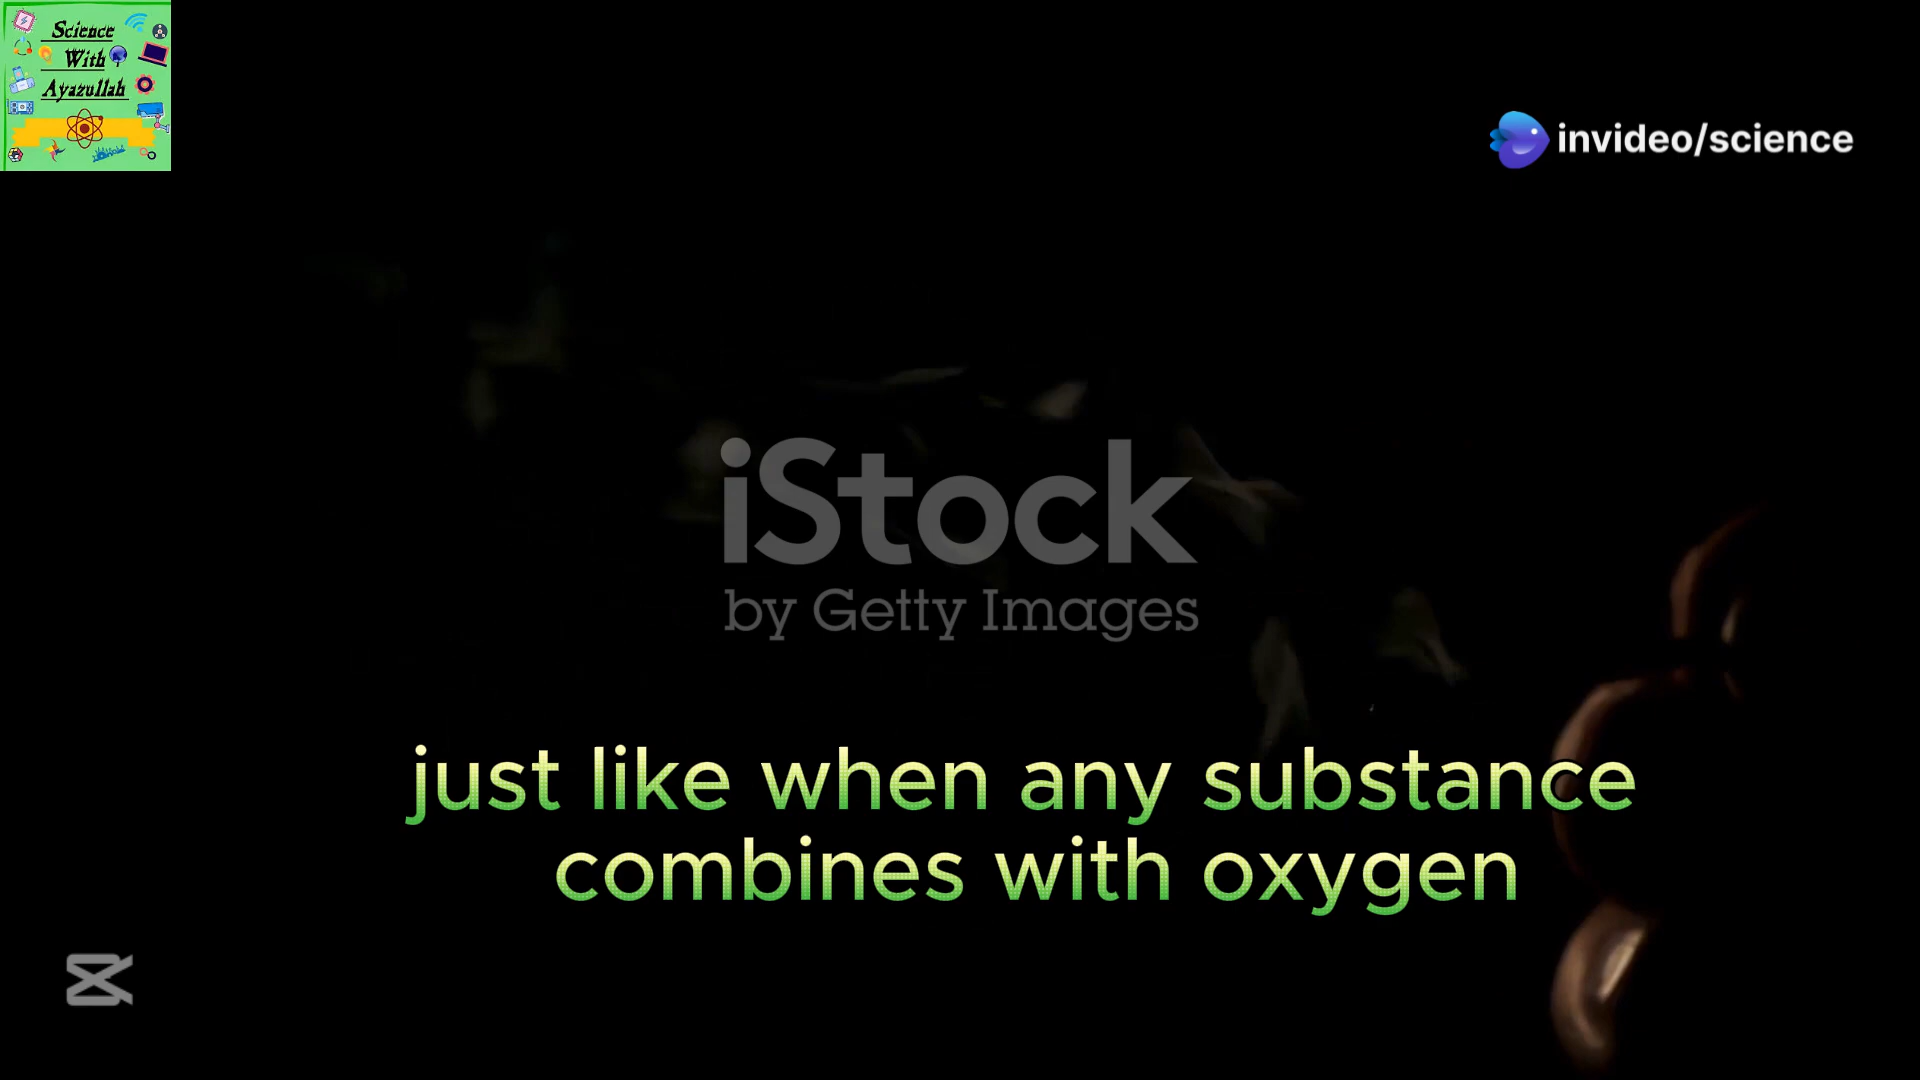 Science
With
Ayazullah
invideo/science
iStock
by Getty Images
just like when any substance
combines with oxygen